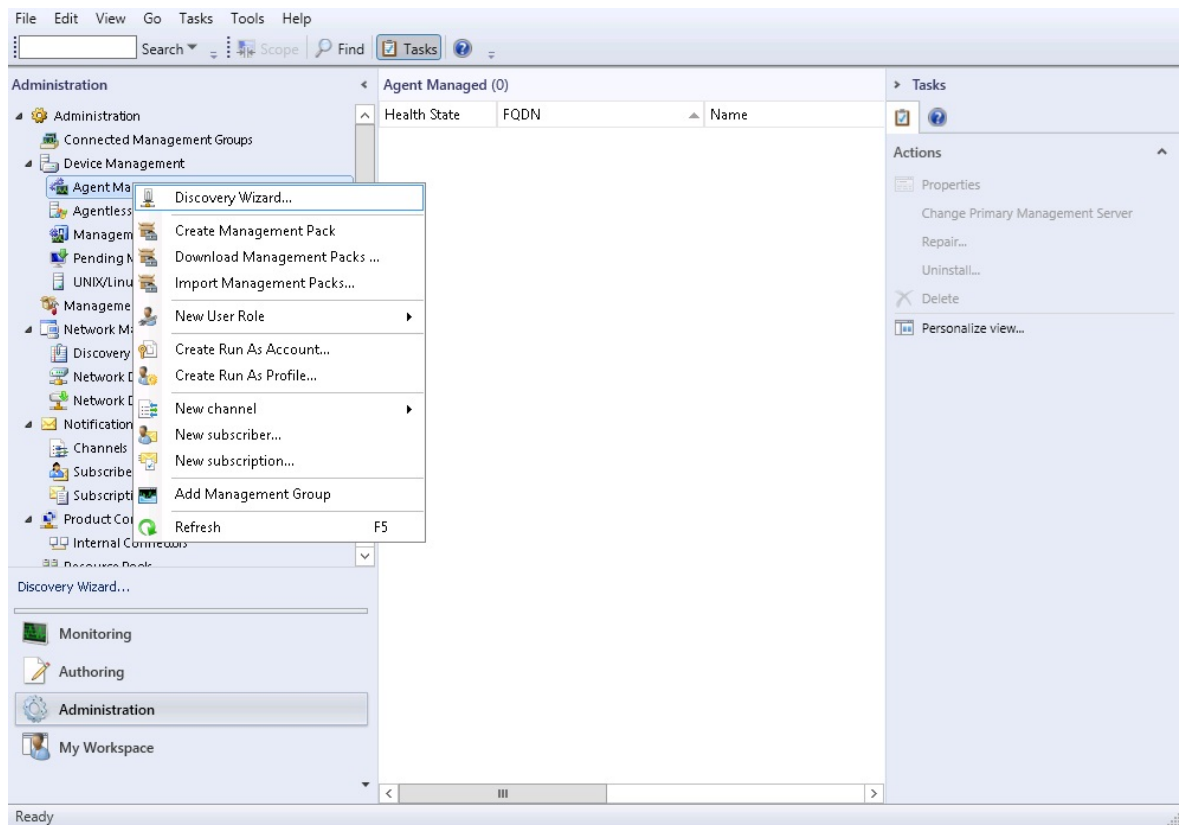 File Edit View Go Tasks Tools Help
Search Scope Find Tasks
Administration
Administration
Connected Management Groups
Device Management
Agent Ma
Agentless
Managem
Pending M
UNIX/Linu
Manageme
Network Ma
Discovery
Network D
Network D
Notification
Channels
Subscribe
Subscripti
Product Co
Internal Connectors
Resource Pools
Discovery Wizard...
Create Management Pack
Download Management Packs ...
Import Management Packs...
New User Role
Create Run As Account...
Create Run As Profile...
New channel
New subscriber...
New subscription...
Add Management Group
Refresh F5
Discovery Wizard...
Monitoring
Authoring
Administration
My Workspace
Agent Managed (0)
Health State FQDN Name
Tasks
Actions
Properties
Change Primary Management Server
Repair...
Uninstall...
Delete
Personalize view...
Ready